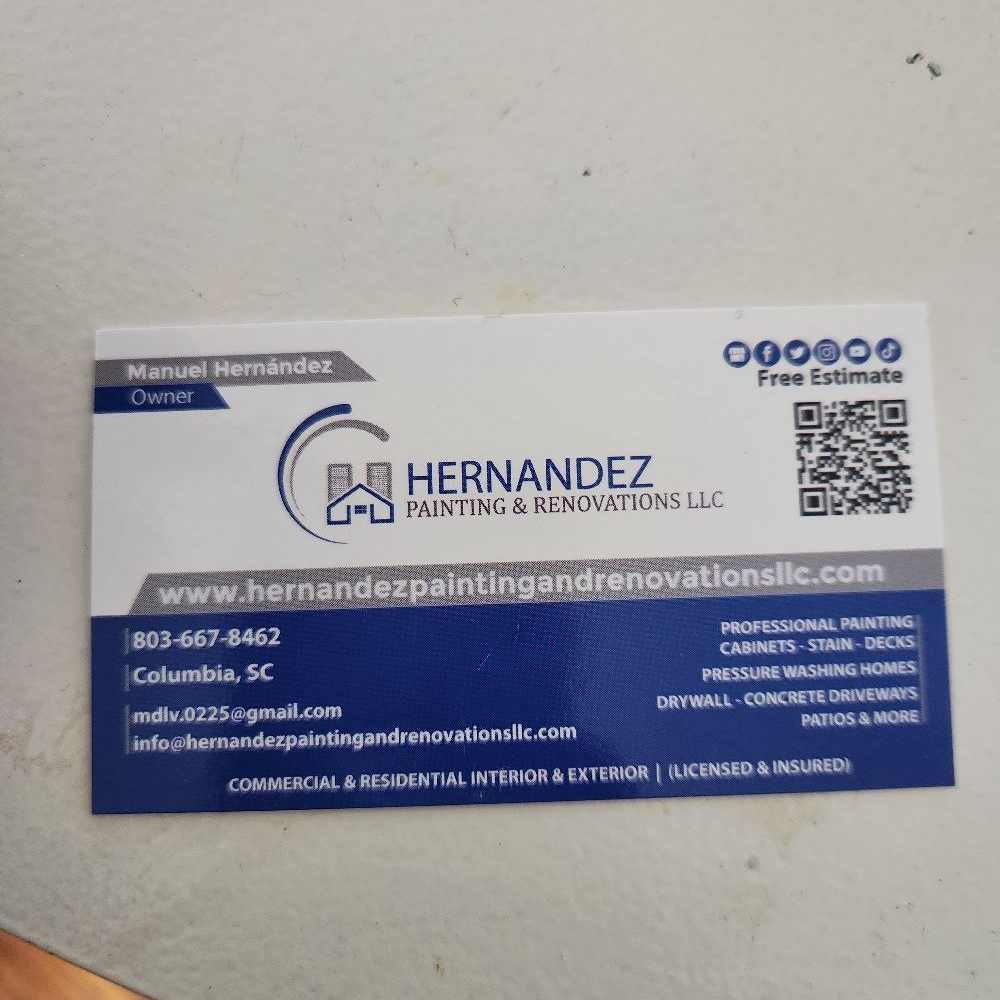 Manuel Hernández
Owner
Free Estimate
HERNANDEZ
PAINTING & RENOVATIONS LLC
www.hernandezpaintingandrenovationsllc.com
803-667-8462
Columbia, SC
mdlv.0225@gmail.com
info@hernandezpaintingandrenovationsllc.com
PROFESSIONAL PAINTING
CABINETS - STAIN - DECKS
PRESSURE WASHING HOMES
DRYWALL - CONCRETE DRIVEWAYS
PATIOS & MORE
COMMERCIAL & RESIDENTIAL INTERIOR & EXTERIOR | (LICENSED & INSURED)